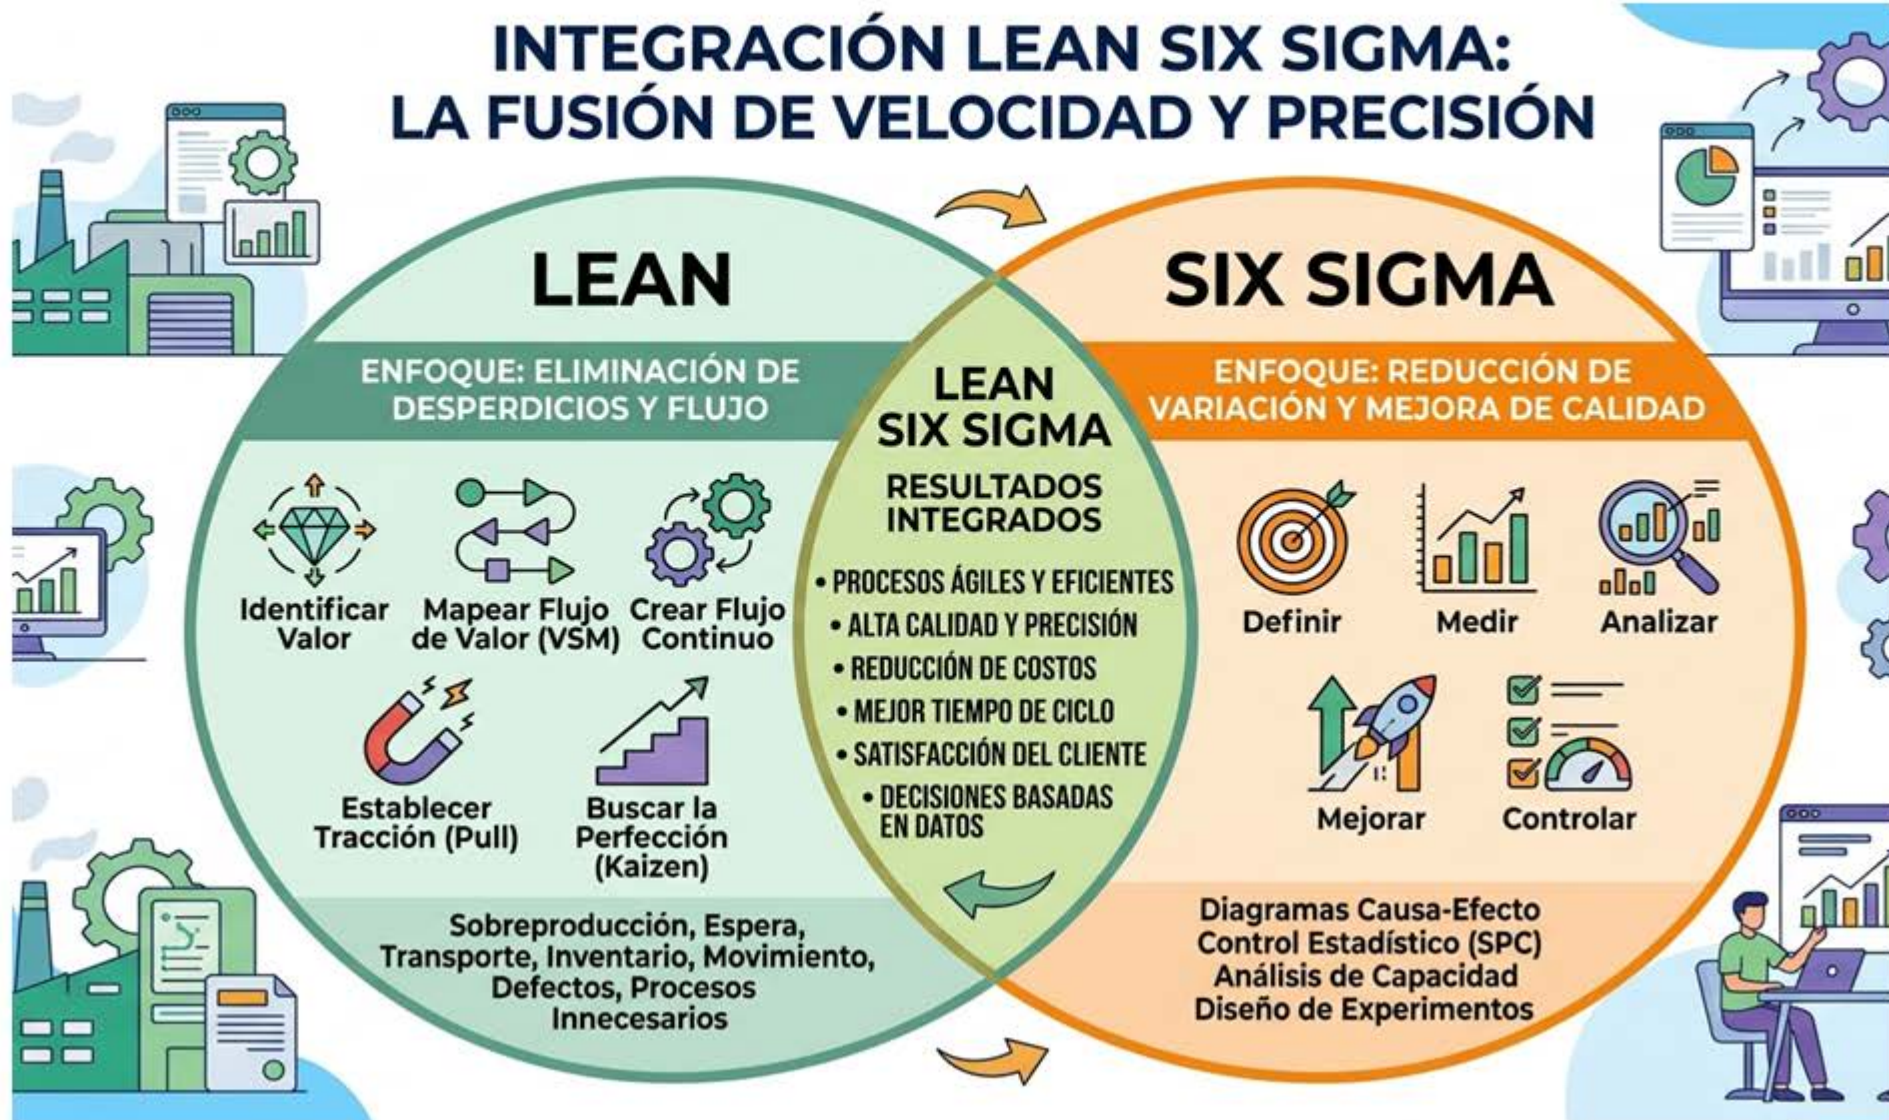 INTEGRACIÓN LEAN SIX SIGMA:
LA FUSIÓN DE VELOCIDAD Y PRECISIÓN
LEAN
ENFOQUE: ELIMINACIÓN DE
DESPERDICIOS Y FLUJO
Identificar
Valor
Mapear Flujo
de Valor (VSM)
Crear Flujo
Continuo
Establecer
Tracción (Pull)
Buscar la
Perfección
(Kaizen)
Sobreproducción, Espera,
Transporte, Inventario, Movimiento,
Defectos, Procesos
Innecesarios
LEAN
SIX SIGMA
RESULTADOS
INTEGRADOS
• PROCESOS ÁGILES Y EFICIENTES
• ALTA CALIDAD Y PRECISIÓN
• REDUCCIÓN DE COSTOS
• MEJOR TIEMPO DE CICLO
• SATISFACCIÓN DEL CLIENTE
• DECISIONES BASADAS
EN DATOS
SIX SIGMA
ENFOQUE: REDUCCIÓN DE
VARIACIÓN Y MEJORA DE CALIDAD
Definir
Medir
Analizar
Mejorar
Controlar
Diagramas Causa-Efecto
Control Estadístico (SPC)
Análisis de Capacidad
Diseño de Experimentos